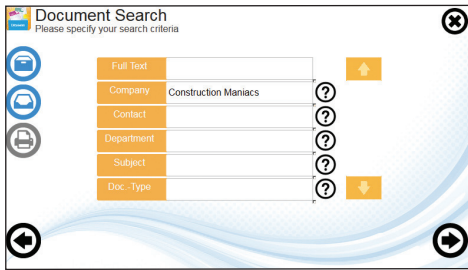 Document Search
Please specify your search criteria
Full Text
Company Construction Maniacs
?
Contact
?
Department
?
Subject
?
Doc.-Type
?